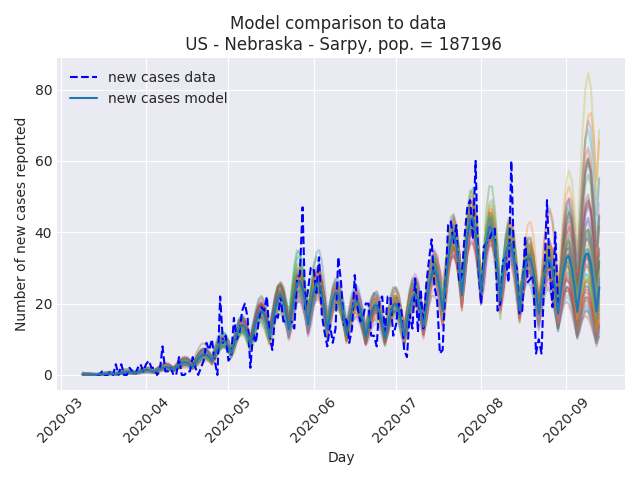 Model comparison to data
US - Nebraska - Sarpy, pop. = 187196
new cases data
new cases model
Number of new cases reported
80
60
40
20
0
2020-03
2020-04
2020-05
2020-06
2020-07
2020-08
2020-09
Day